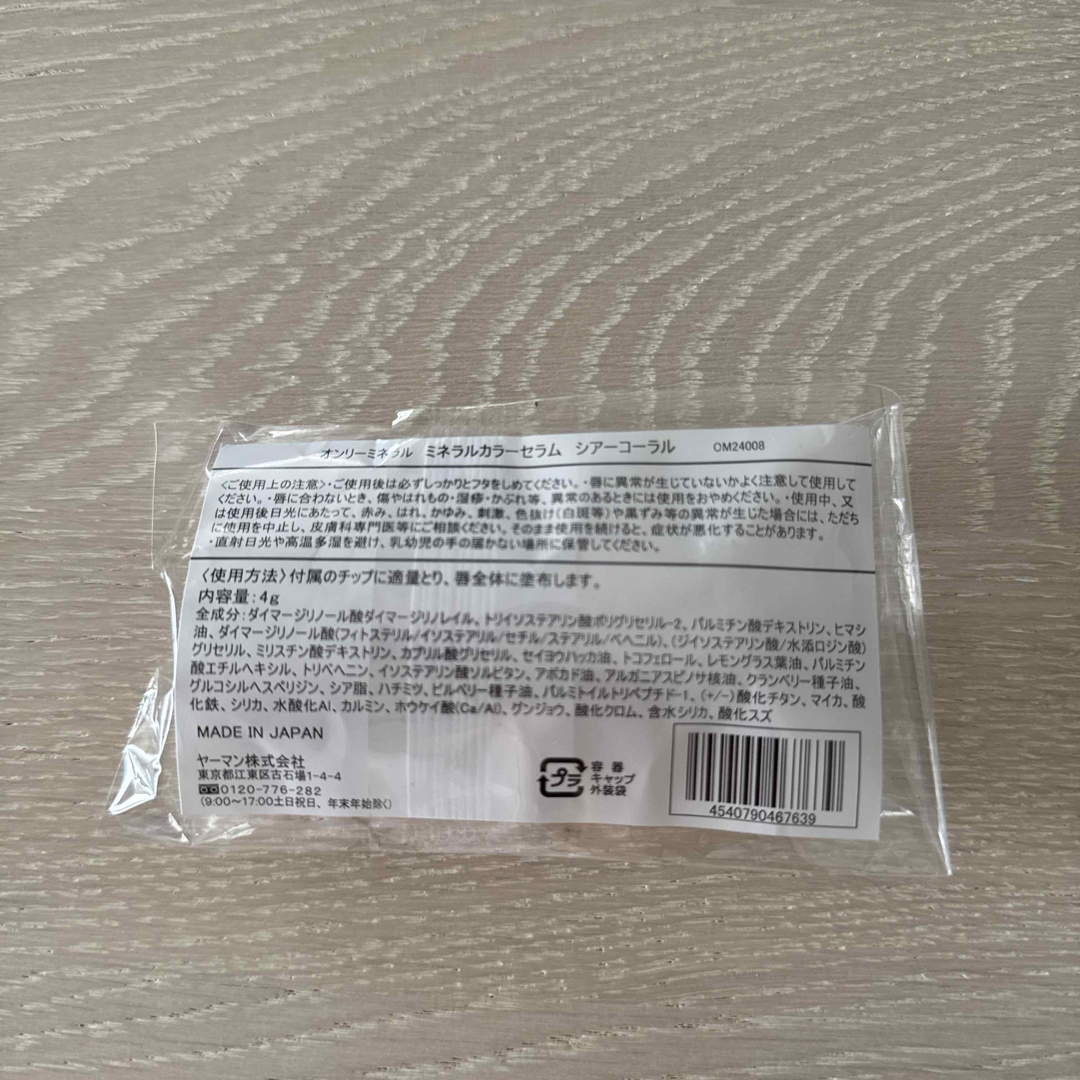 オンリーミネラル ミネラルカラーセラム シアーコーラル OM24008
〈ご使用上の注意〉・ご使用後は必ずしっかりとフタをしめてください。・唇に異常が生じていないかよく注意して使用して
ください。・唇に合わないとき、傷やはれもの・湿疹・かぶれ等、異常のあるときには使用をおやめください。・使用中、又
は使用後日光にあたって、赤み、はれ、かゆみ、刺激、色抜け(白斑等)や黒ずみ等の異常が生じた場合には、ただち
に使用を中止し、皮膚科専門医等にご相談ください。そのまま使用を続けると、症状が悪化することがあります。
・直射日光や高温多湿を避け、乳幼児の手の届かない場所に保管してください。
〈使用方法〉付属のチップに適量とり、唇全体に塗布します。
内容量:4g
全成分:ダイマージリノール酸ダイマージリノレイル、トリイソステアリン酸ポリグリセリル-2、パルミチン酸デキストリン、ヒマシ
油、ダイマージリノール酸(フィトステリル/イソステアリル/セチル/ステアリル/ベヘニル)、(ジイソステアリン酸/水添ロジン酸)
グリセリル、ミリスチン酸デキストリン、カプリル酸グリセリル、セイヨウハッカ油、トコフェロール、レモングラス葉油、パルミチン
酸エチルヘキシル、トリベヘニン、イソステアリン酸ソルビタン、アボカド油、アルガニアスピノサ核油、クランベリー種子油、
グルコシルヘスペリジン、シア脂、ハチミツ、ビルベリー種子油、パルミトイルトリペプチド-1、(+/-)酸化チタン、マイカ、酸
化鉄、シリカ、水酸化Al、カルミン、ホウケイ酸(Ca/Al)、グンジョウ、酸化クロム、含水シリカ、酸化スズ
MADE IN JAPAN
ヤーマン株式会社
東京都江東区古石場1-4-4
0120-776-282
(9:00~17:00土日祝日、年末年始除く)
プラ
容器
キャップ
外装袋
4540790467639